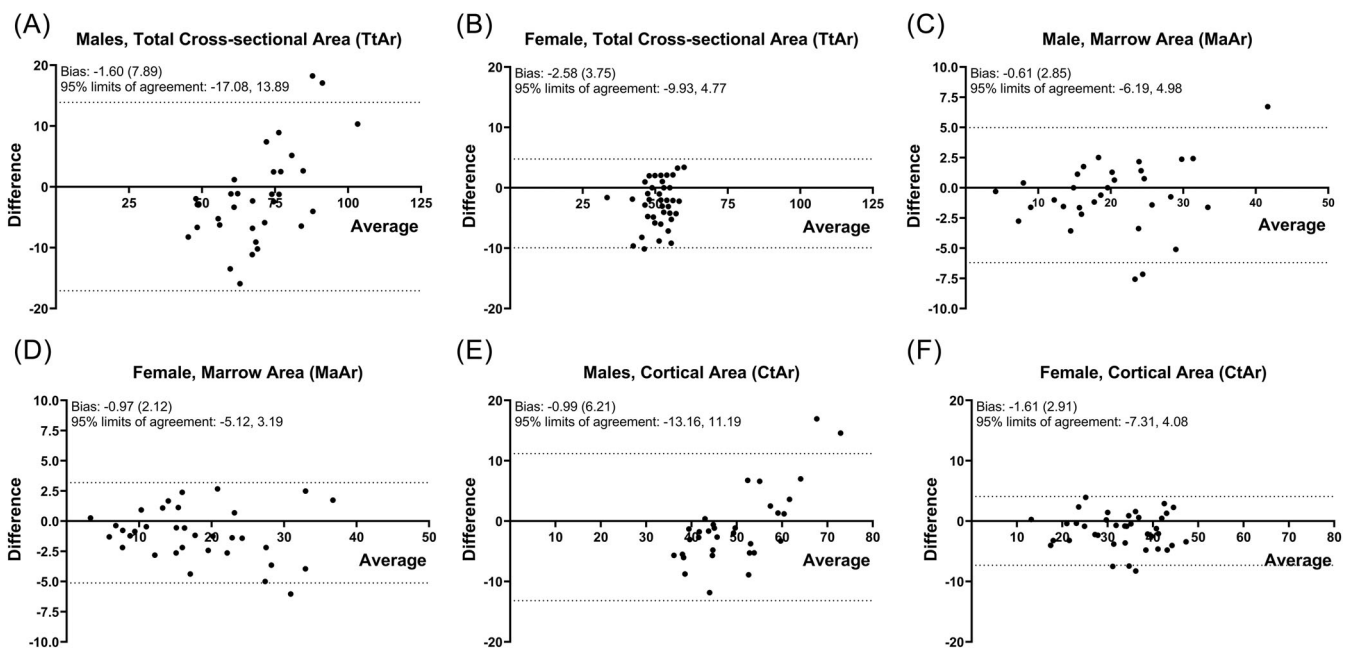 (A)
Males, Total Cross-sectional Area (TtAr)
Bias: -1.60 (7.89)
95% limits of agreement: -17.08, 13.89
20
10
0
-10
-20
25
50
75
100
125
Difference
Average
(B)
Female, Total Cross-sectional Area (TtAr)
Bias: -2.58 (3.75)
95% limits of agreement: -9.93, 4.77
20
10
0
-10
-20
25
50
75
100
125
Difference
Average
(C)
Male, Marrow Area (MaAr)
Bias: -0.61 (2.85)
95% limits of agreement: -6.19, 4.98
10.0
7.5
5.0
2.5
0.0
-2.5
-5.0
-7.5
-10.0
10
20
30
40
50
Difference
Average
(D)
Female, Marrow Area (MaAr)
Bias: -0.97 (2.12)
95% limits of agreement: -5.12, 3.19
10.0
7.5
5.0
2.5
0.0
-2.5
-5.0
-7.5
-10.0
10
20
30
40
50
Difference
Average
(E)
Males, Cortical Area (CtAr)
Bias: -0.99 (6.21)
95% limits of agreement: -13.16, 11.19
20
10
0
-10
-20
10
20
30
40
50
60
70
80
Difference
Average
(F)
Female, Cortical Area (CtAr)
Bias: -1.61 (2.91)
95% limits of agreement: -7.31, 4.08
20
10
0
-10
-20
10
20
30
40
50
60
70
80
Difference
Average